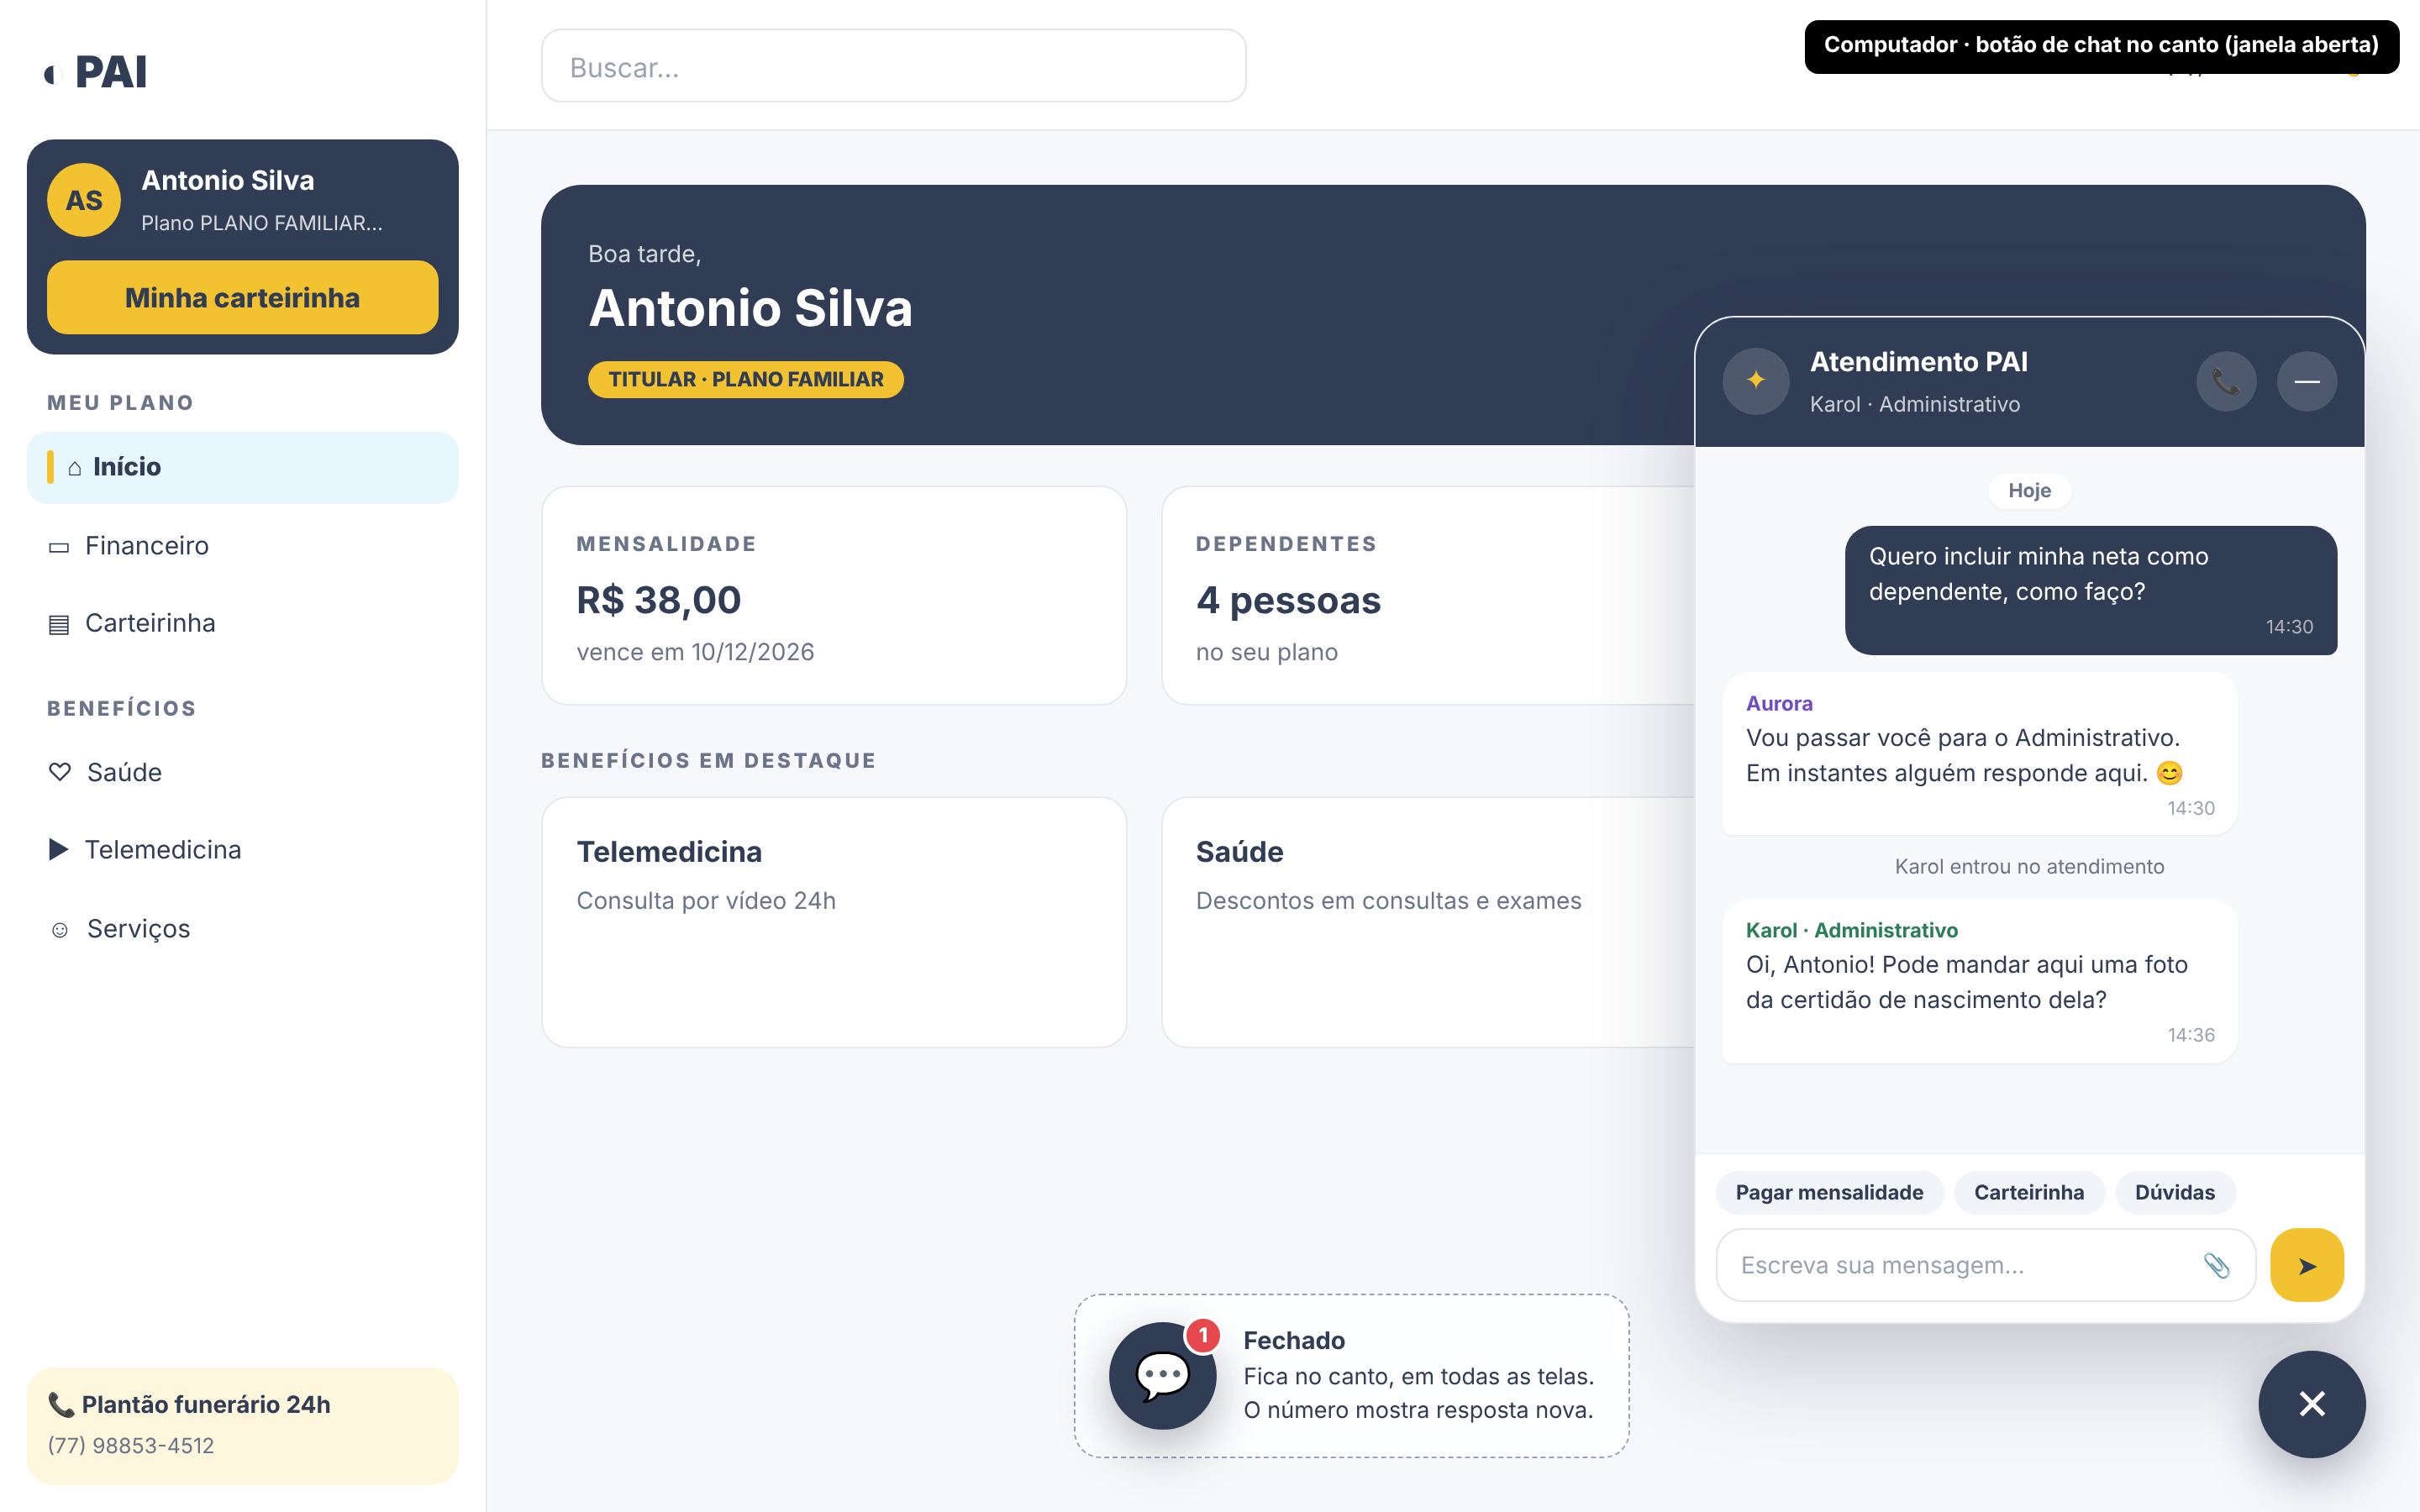 PAI
AS
Antonio Silva
Plano PLANO FAMILIAR...
Minha carteirinha
MEU PLANO
Início
Financeiro
Carteirinha
BENEFÍCIOS
Saúde
Telemedicina
Serviços
Plantão funerário 24h
(77) 98853-4512
Buscar...
Computador · botão de chat no canto (janela aberta)
Boa tarde,
Antonio Silva
TITULAR · PLANO FAMILIAR
MENSALIDADE
R$ 38,00
vence em 10/12/2026
DEPENDENTES
4 pessoas
no seu plano
BENEFÍCIOS EM DESTAQUE
Telemedicina
Consulta por vídeo 24h
Saúde
Descontos em consultas e exames
1
Fechado
Fica no canto, em todas as telas.
O número mostra resposta nova.
Atendimento PAI
Karol · Administrativo
Hoje
Quero incluir minha neta como
dependente, como faço?
14:30
Aurora
Vou passar você para o Administrativo.
Em instantes alguém responde aqui. 😊
14:30
Karol entrou no atendimento
Karol · Administrativo
Oi, Antonio! Pode mandar aqui uma foto
da certidão de nascimento dela?
14:36
Pagar mensalidade
Carteirinha
Dúvidas
Escreva sua mensagem...